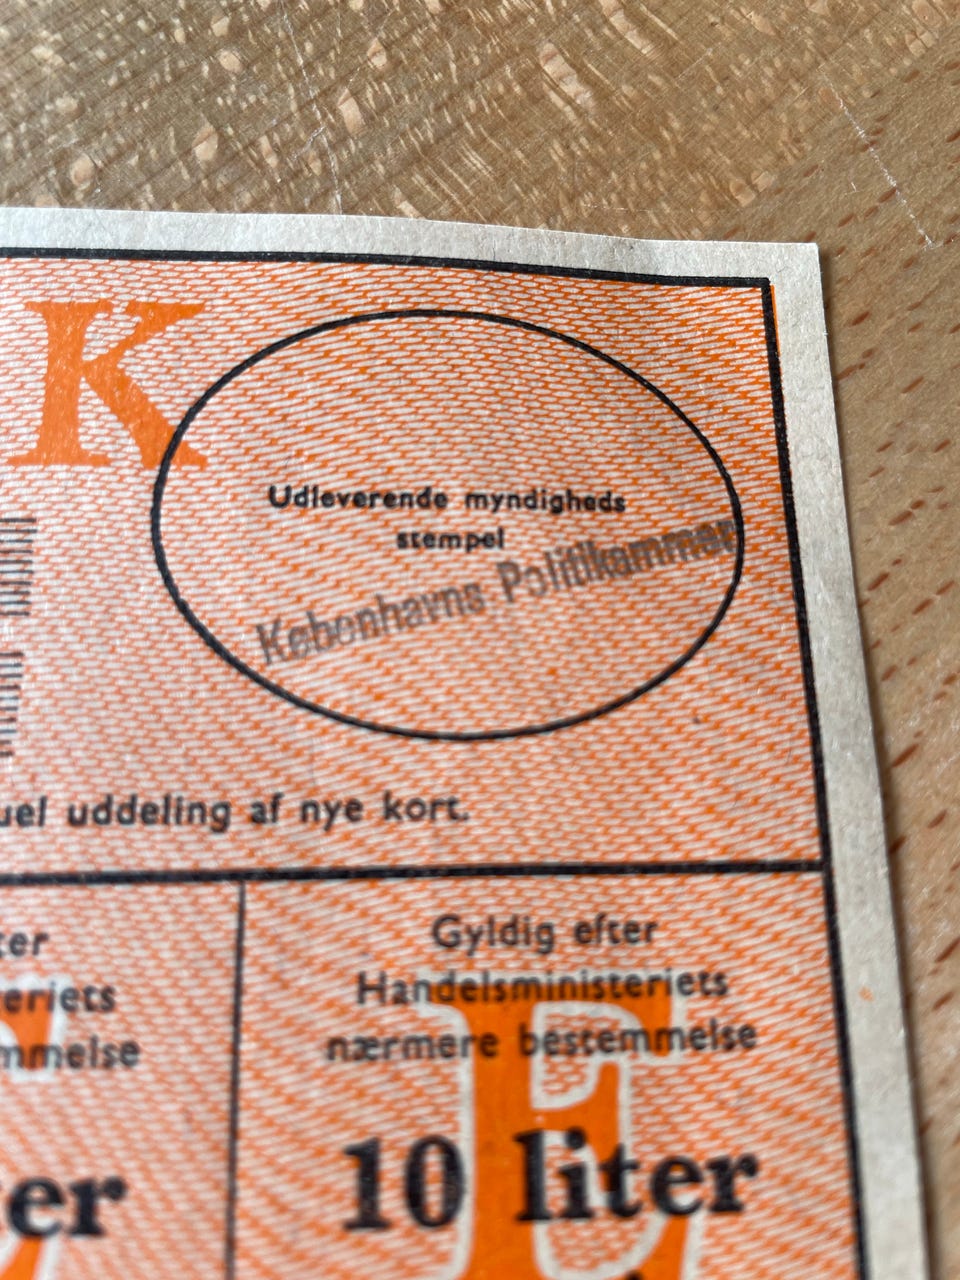 K
Udleverende myndigheds
stempel
Københavns Politikammer
uel uddeling af nye kort.
ter
eriets
mmelse
er
Gyldig efter
Handelsministeriets
nærmere bestemmelse
E
10 liter